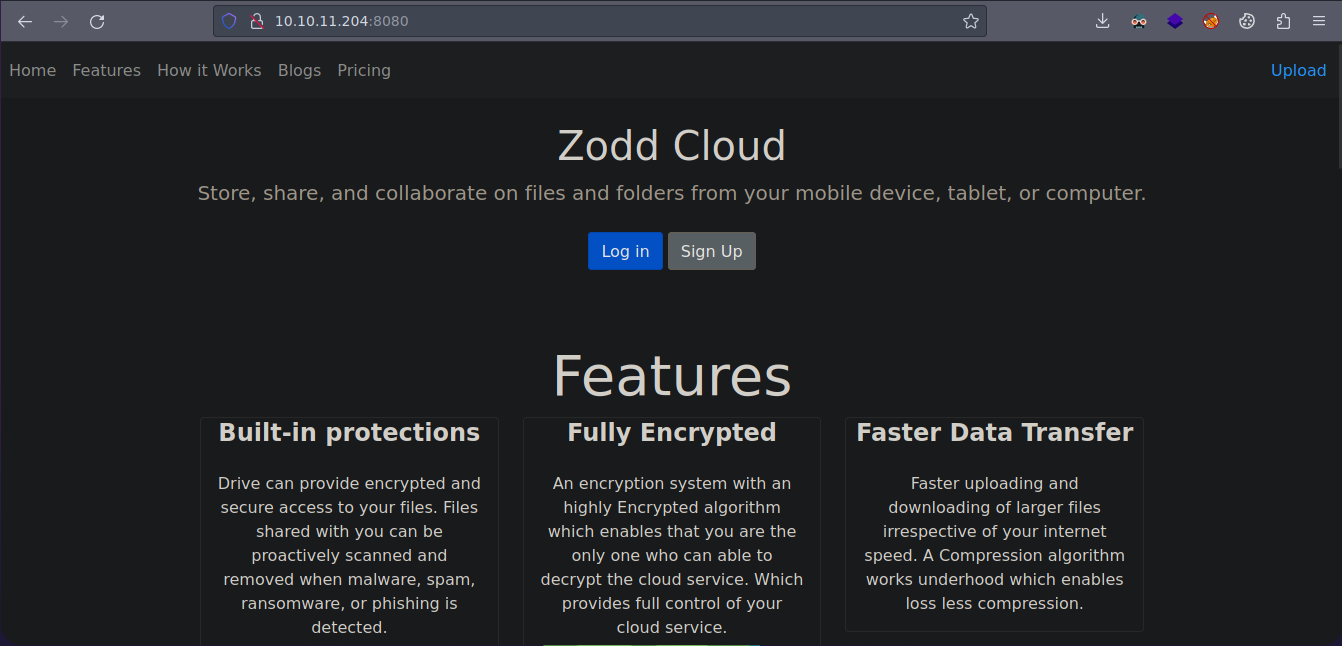 10.10.11.204:8080
Home Features How it Works Blogs Pricing Upload
Zodd Cloud
Store, share, and collaborate on files and folders from your mobile device, tablet, or computer.
Log in Sign Up
Features
Built-in protections
Drive can provide encrypted and
secure access to your files. Files
shared with you can be
proactively scanned and
removed when malware, spam,
ransomware, or phishing is
detected.
Fully Encrypted
An encryption system with an
highly Encrypted algorithm
which enables that you are the
only one who can able to
decrypt the cloud service. Which
provides full control of your
cloud service.
Faster Data Transfer
Faster uploading and
downloading of larger files
irrespective of your internet
speed. A Compression algorithm
works underhood which enables
loss less compression.